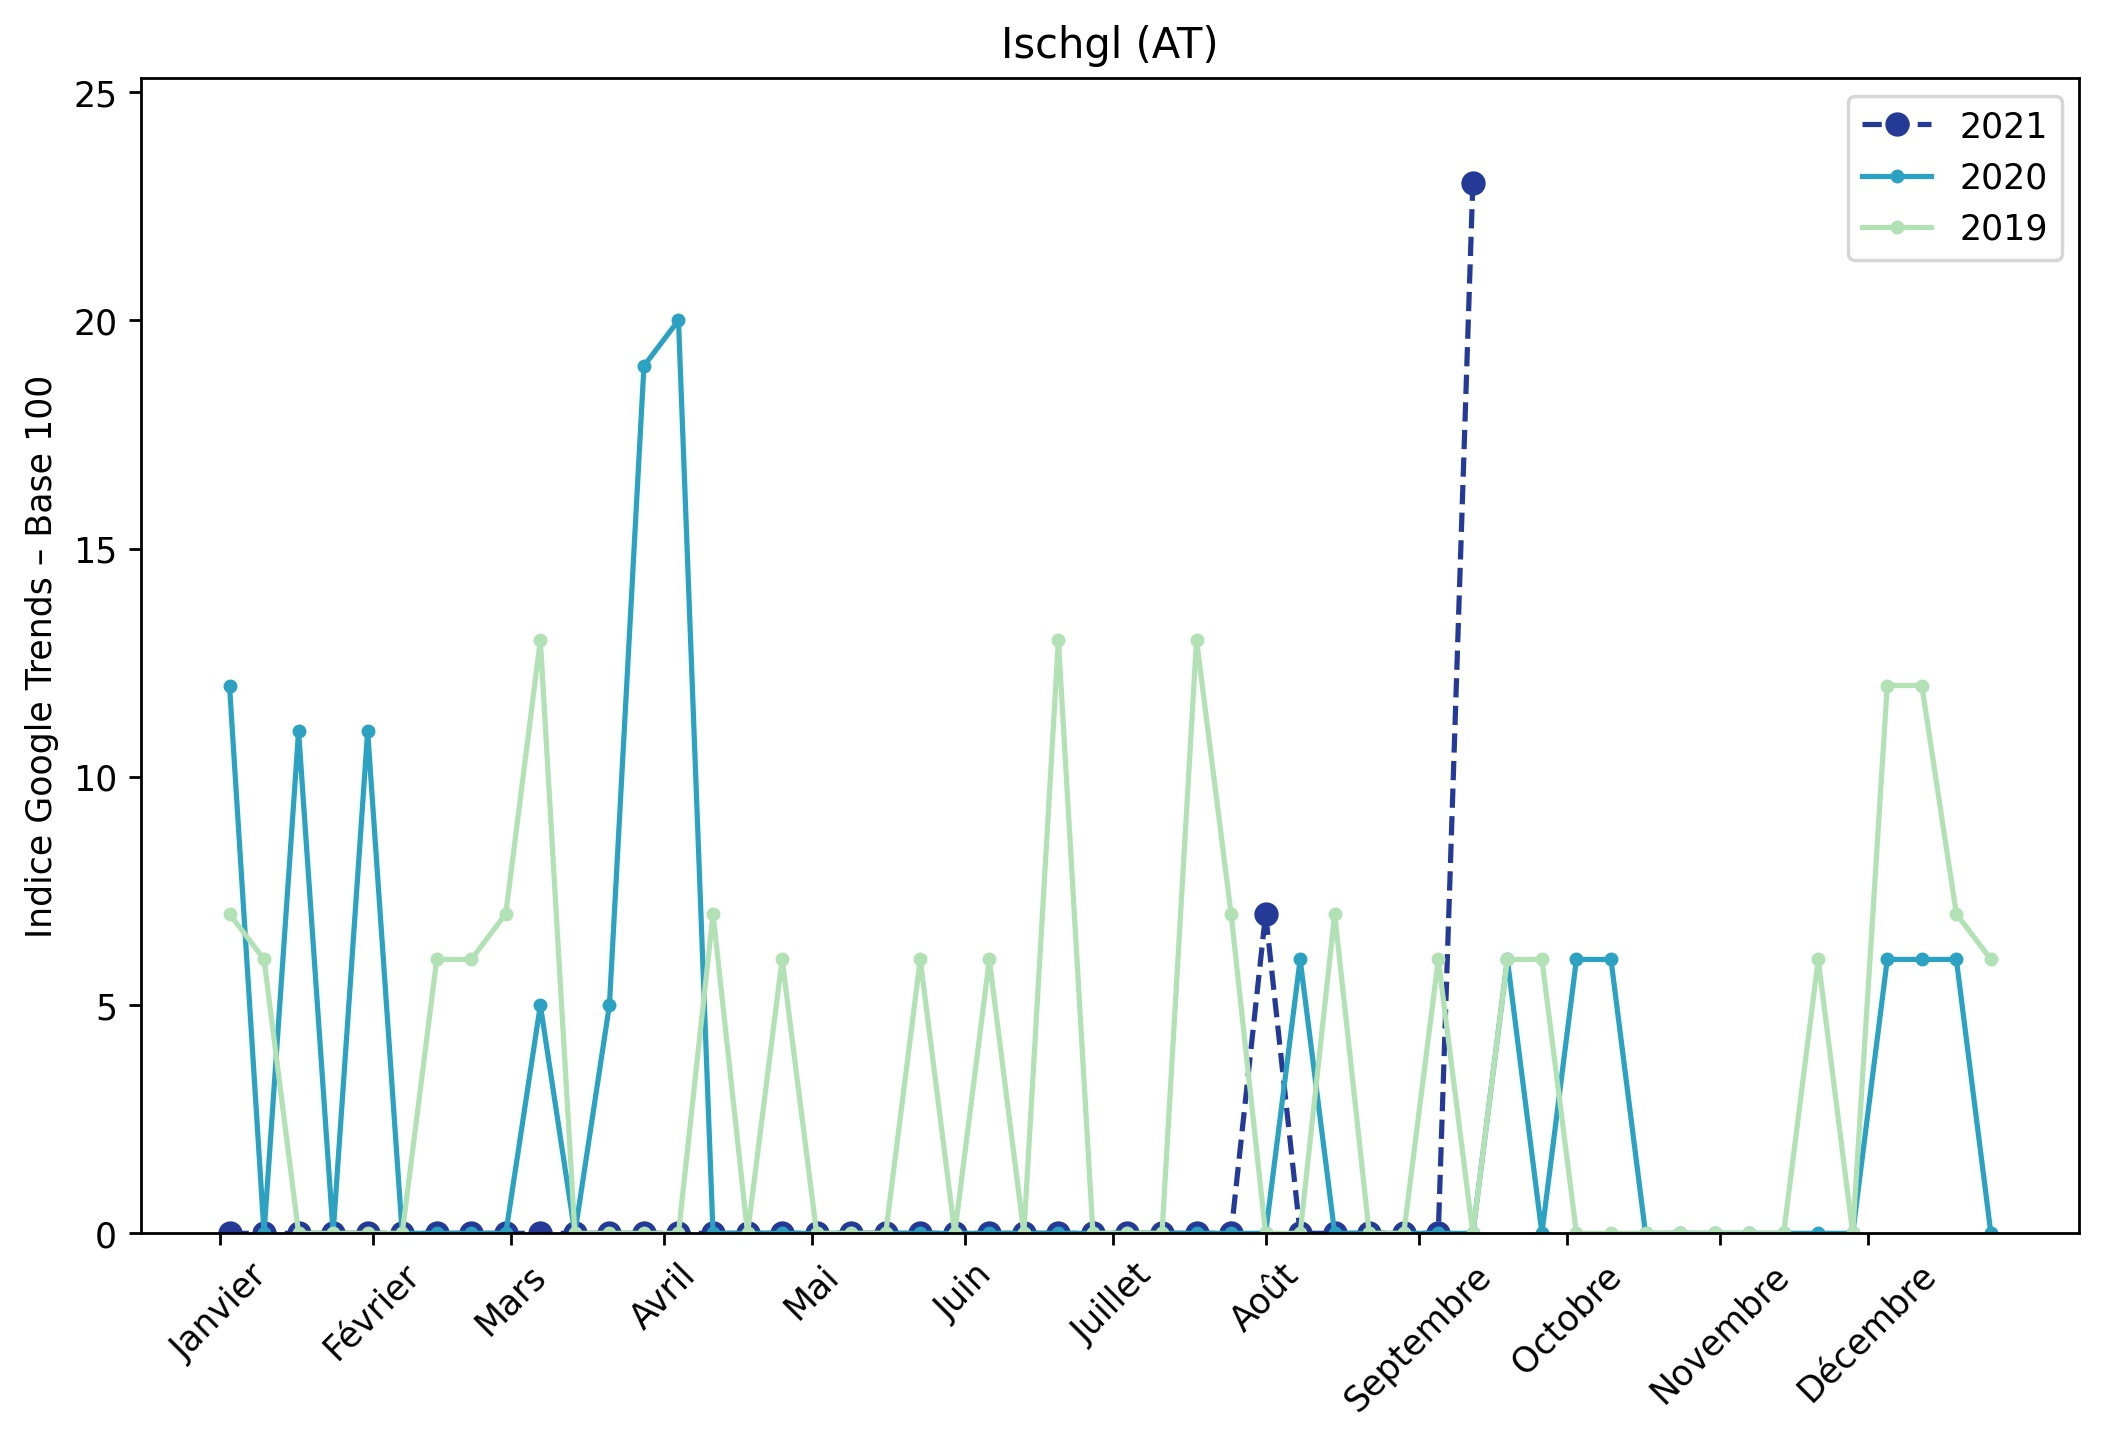 Ischgl (AT)
25
20
15
10
5
0
Indice Google Trends – Base 100
2021
2020
2019
Janvier
Février
Mars
Avril
Mai
Juin
Juillet
Août
Septembre
Octobre
Novembre
Décembre